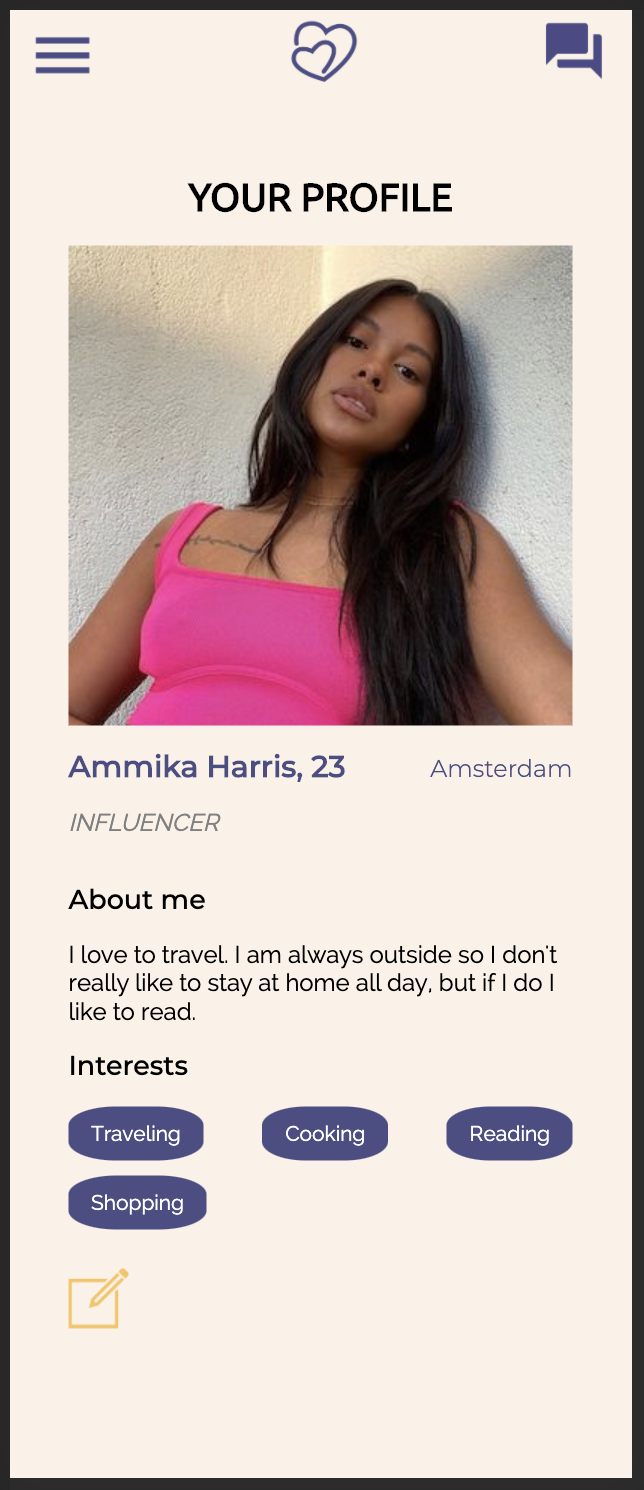 YOUR PROFILE
Ammika Harris, 23
Amsterdam
INFLUENCER
About me
I love to travel. I am always outside so I don't
really like to stay at home all day, but if I do I
like to read.
Interests
Traveling
Cooking
Reading
Shopping